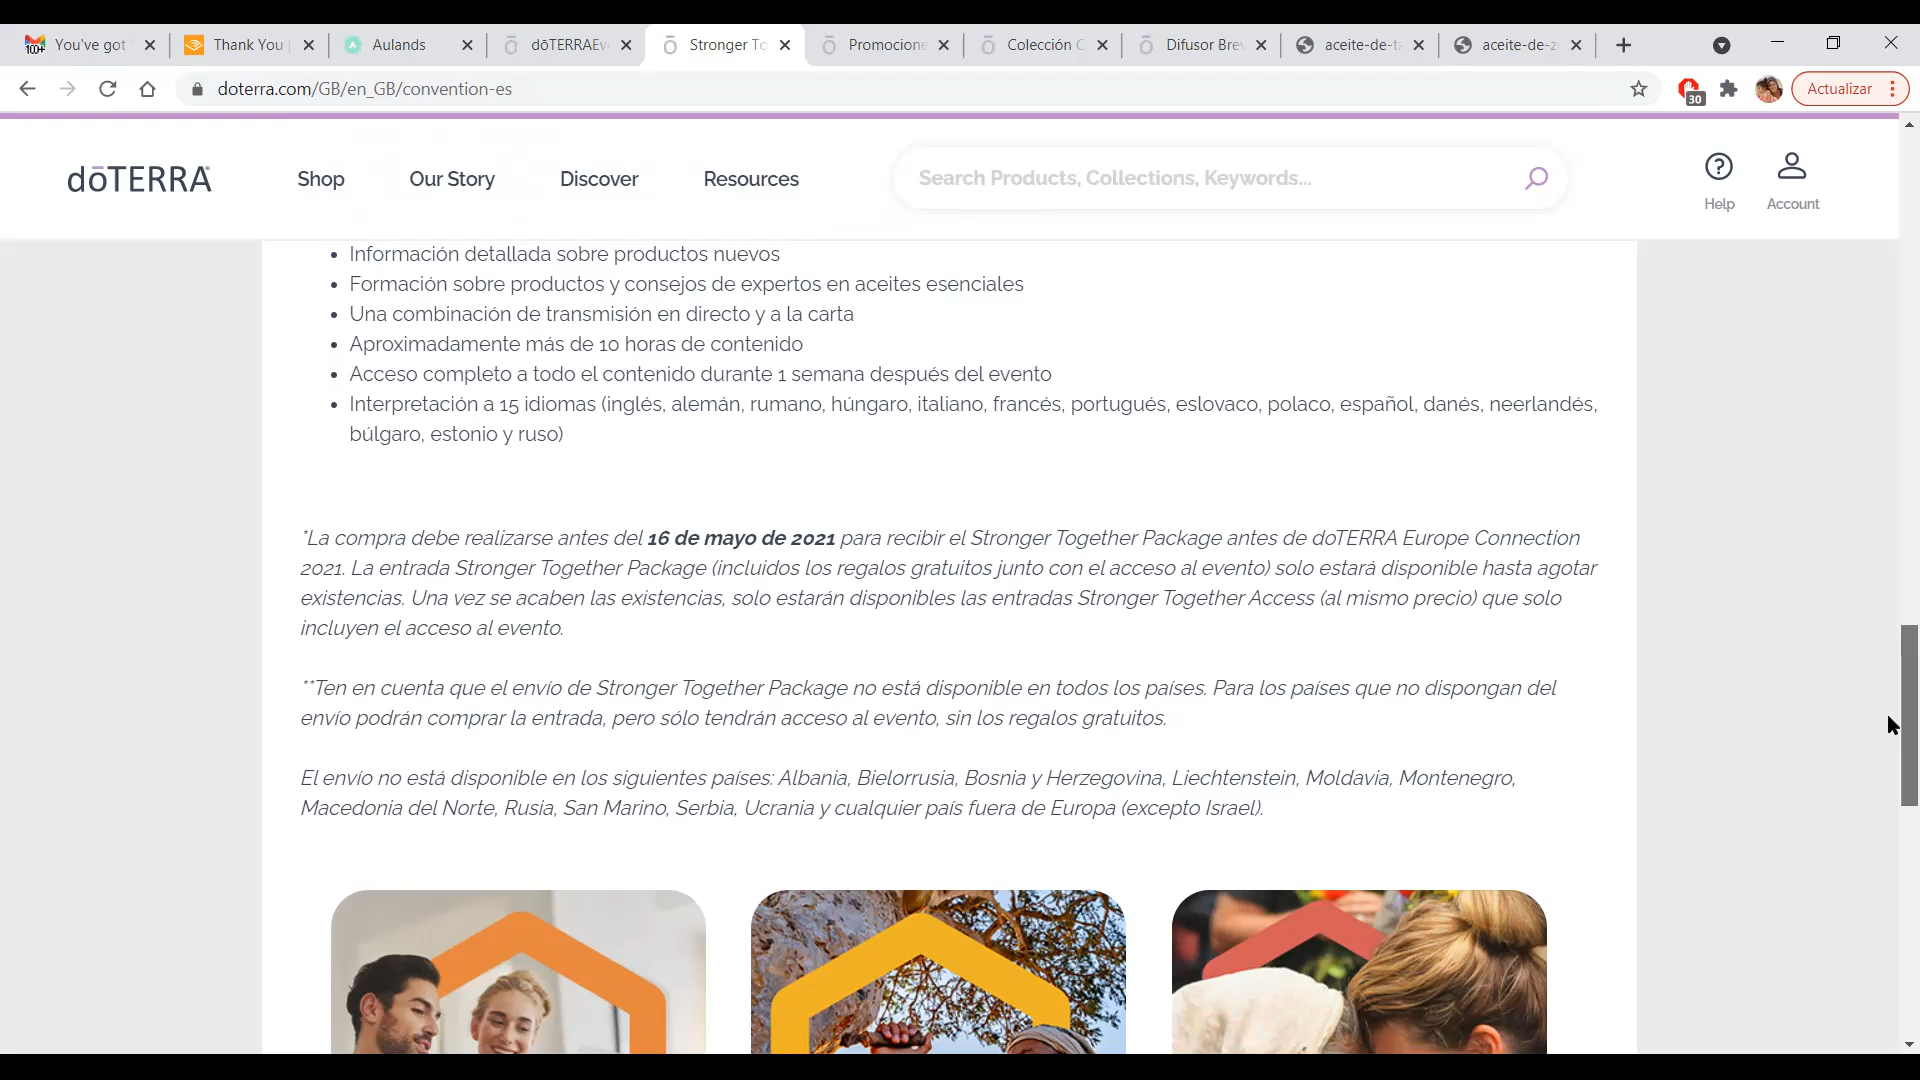 You've got
Thank You
Aulands
dōTERRAEv
Stronger To
Promocione
Colección C
Difusor Bre
aceite-de-ta
aceite-de-z
doterra.com/GB/en_GB/convention-es
30
Actualizar
dōTERRA
Shop
Our Story
Discover
Resources
Search Products, Collections, Keywords...
Help
Account
Información detallada sobre productos nuevos
Formación sobre productos y consejos de expertos en aceites esenciales
Una combinación de transmisión en directo y a la carta
Aproximadamente más de 10 horas de contenido
Acceso completo a todo el contenido durante 1 semana después del evento
Interpretación a 15 idiomas (inglés, alemán, rumano, húngaro, italiano, francés, portugués, eslovaco, polaco, español, danés, neerlandés,
búlgaro, estonio y ruso)
*La compra debe realizarse antes del 16 de mayo de 2021 para recibir el Stronger Together Package antes de doTERRA Europe Connection
2021. La entrada Stronger Together Package (incluidos los regalos gratuitos junto con el acceso al evento) solo estará disponible hasta agotar
existencias. Una vez se acaben las existencias, solo estarán disponibles las entradas Stronger Together Access (al mismo precio) que solo
incluyen el acceso al evento.
**Ten en cuenta que el envío de Stronger Together Package no está disponible en todos los países. Para los países que no dispongan del
envío podrán comprar la entrada, pero sólo tendrán acceso al evento, sin los regalos gratuitos.
El envío no está disponible en los siguientes países: Albania, Bielorrusia, Bosnia y Herzegovina, Liechtenstein, Moldavia, Montenegro,
Macedonia del Norte, Rusia, San Marino, Serbia, Ucrania y cualquier país fuera de Europa (excepto Israel).